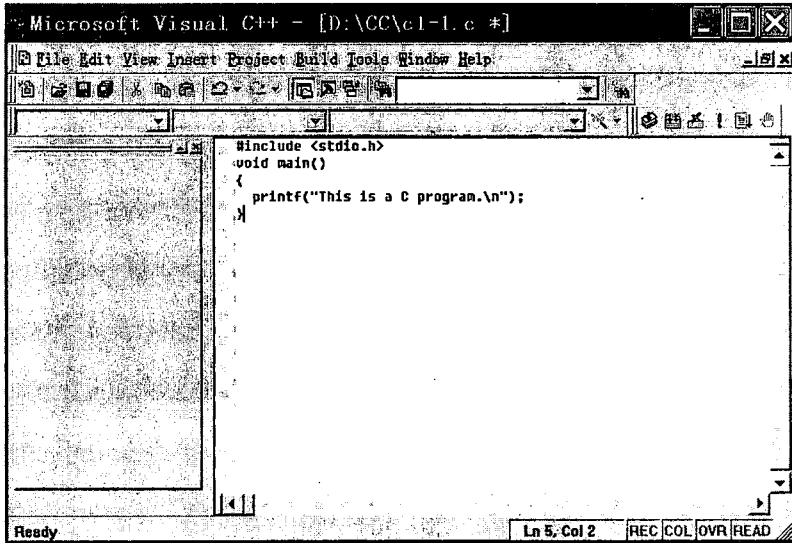 Microsoft Visual C++ - [D:\CC\c1-1.c *]
File Edit View Insert Project Build Tools Window Help
#include <stdio.h>
void main()
{
printf("This is a C program.\n");
}
Ready
Ln 5, Col 2
REC COL OVR READ